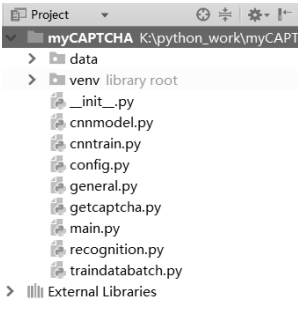 Project
myCAPTCHA K:\python_work\myCAPT
data
venv library root
__init__.py
cnnmodel.py
cnntrain.py
config.py
general.py
getcaptcha.py
main.py
recognition.py
traindatabatch.py
External Libraries